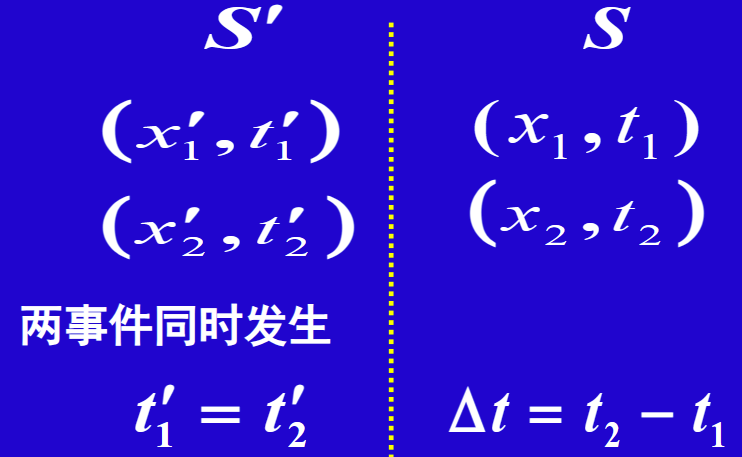 S′ S
(x′₁, t′₁) (x₁, t₁)
(x′₂, t′₂) (x₂, t₂)
两事件同时发生
t′₁ = t′₂ Δt = t₂ − t₁